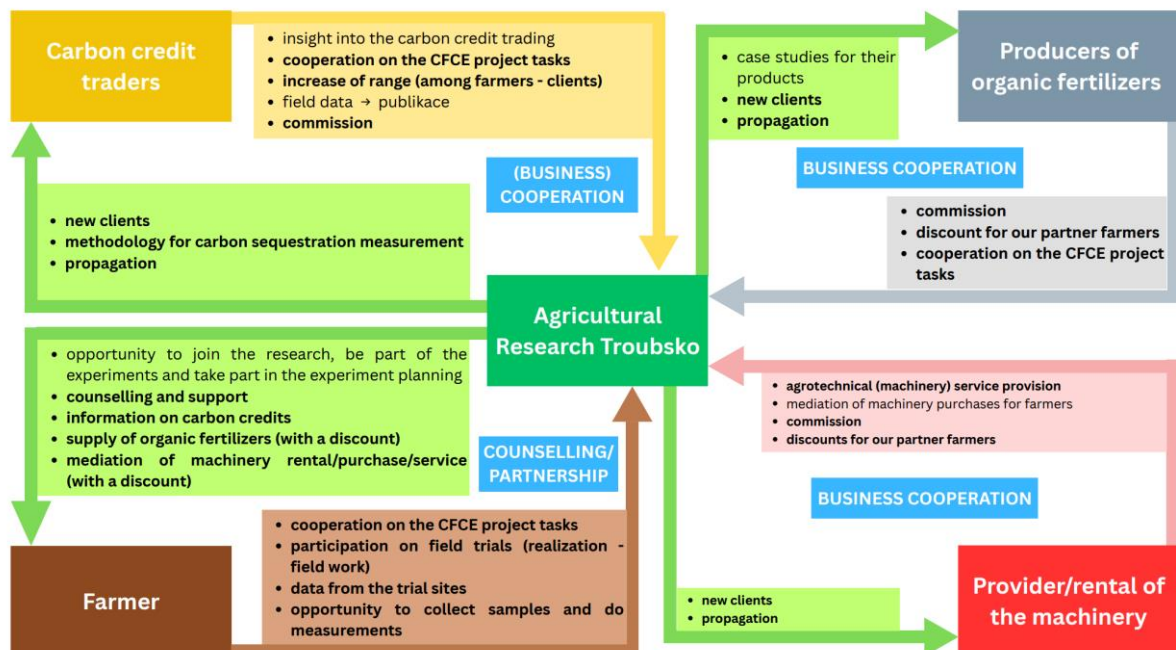 Carbon credit
traders
• insight into the carbon credit trading
• cooperation on the CFCE project tasks
• increase of range (among farmers - clients)
• field data → publikace
• commission
• case studies for their
products
• new clients
• propagation
Producers of
organic fertilizers
(BUSINESS)
COOPERATION
BUSINESS COOPERATION
• new clients
• methodology for carbon sequestration measurement
• propagation
• commission
• discount for our partner farmers
• cooperation on the CFCE project
tasks
Agricultural
Research Troubsko
• opportunity to join the research, be part of the
experiments and take part in the experiment planning
• counselling and support
• information on carbon credits
• supply of organic fertilizers (with a discount)
• mediation of machinery rental/purchase/service
(with a discount)
• agrotechnical (machinery) service provision
• mediation of machinery purchases for farmers
• commission
• discounts for our partner farmers
COUNSELLING/
PARTNERSHIP
BUSINESS COOPERATION
Farmer
• cooperation on the CFCE project tasks
• participation on field trials (realization -
field work)
• data from the trial sites
• opportunity to collect samples and do
measurements
• new clients
• propagation
Provider/rental of
the machinery